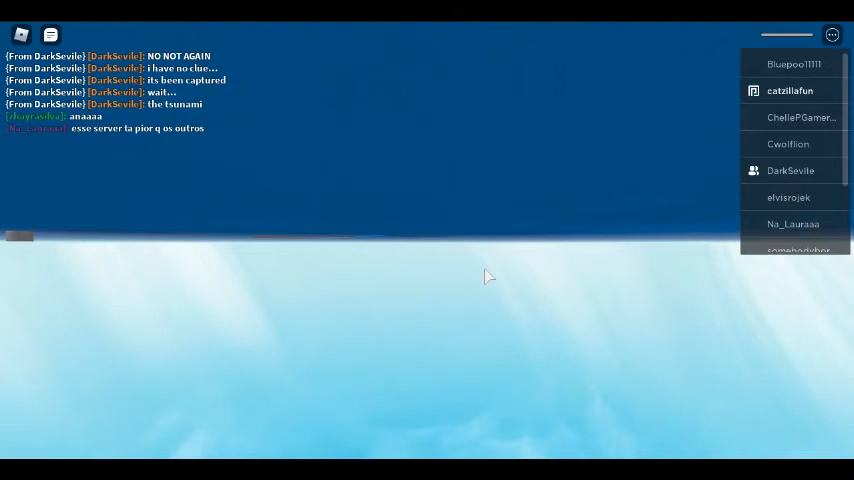 {From DarkSevile} [DarkSevile]: NO NOT AGAIN
{From DarkSevile} [DarkSevile]: i have no clue...
{From DarkSevile} [DarkSevile]: its been captured
{From DarkSevile} [DarkSevile]: wait...
{From DarkSevile} [DarkSevile]: the tsunami
[zhayrasilva]: anaaaa
[Na_Lauraaa]: esse server ta pior q os outros
Bluepoo11111
catzillafun
ChellePGamer...
Cwolflion
DarkSevile
elvisrojek
Na_Lauraaa